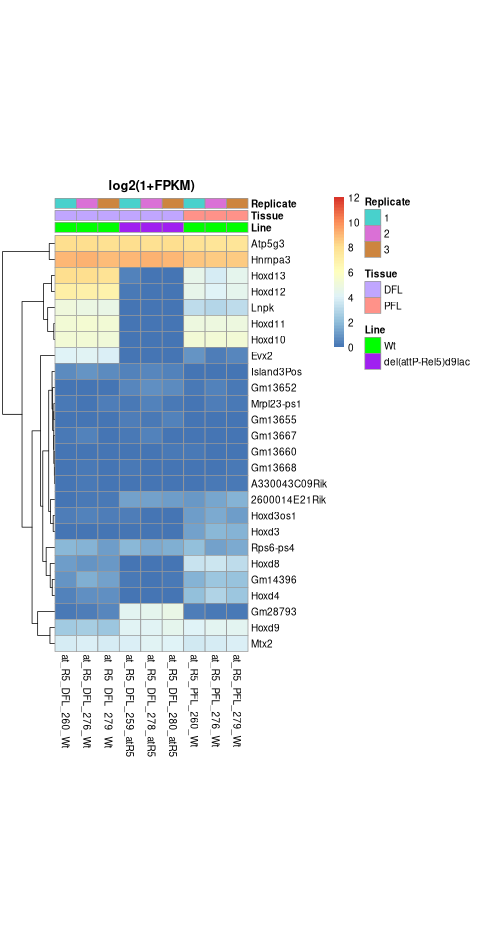 log2(1+FPKM)
Replicate
Tissue
Line
Atp5g3
Hnrnpa3
Hoxd13
Hoxd12
Lnpk
Hoxd11
Hoxd10
Evx2
Island3Pos
Gm13652
Mrpl23-ps1
Gm13655
Gm13667
Gm13660
Gm13668
A330043C09Rik
2600014E21Rik
Hoxd3os1
Hoxd3
Rps6-ps4
Hoxd8
Gm14396
Hoxd4
Gm28793
Hoxd9
Mtx2
at_R5_DFL_260_Wt
at_R5_DFL_276_Wt
at_R5_DFL_279_Wt
at_R5_DFL_259_atR5
at_R5_DFL_278_atR5
at_R5_DFL_280_atR5
at_R5_PFL_260_Wt
at_R5_PFL_276_Wt
at_R5_PFL_279_Wt
12
10
8
6
4
2
0
Replicate
1
2
3
Tissue
DFL
PFL
Line
Wt
del(attP-Rel5)d9lac